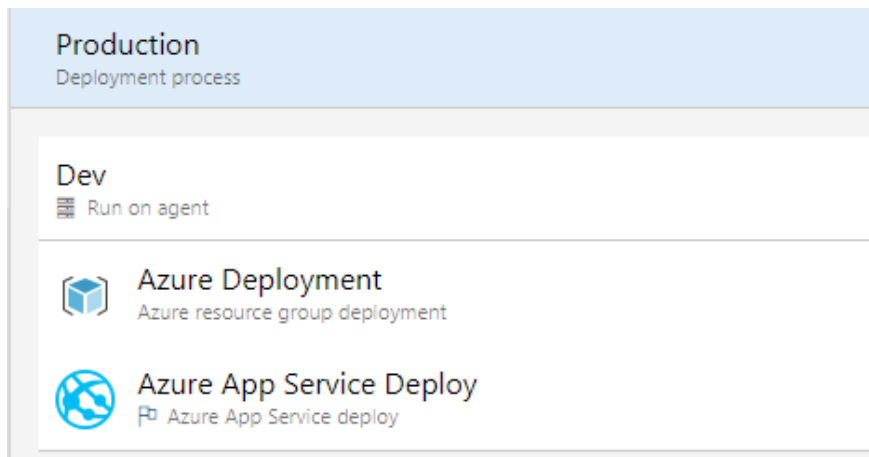 Production
Deployment process
Dev
Run on agent
Azure Deployment
Azure resource group deployment
Azure App Service Deploy
Azure App Service deploy